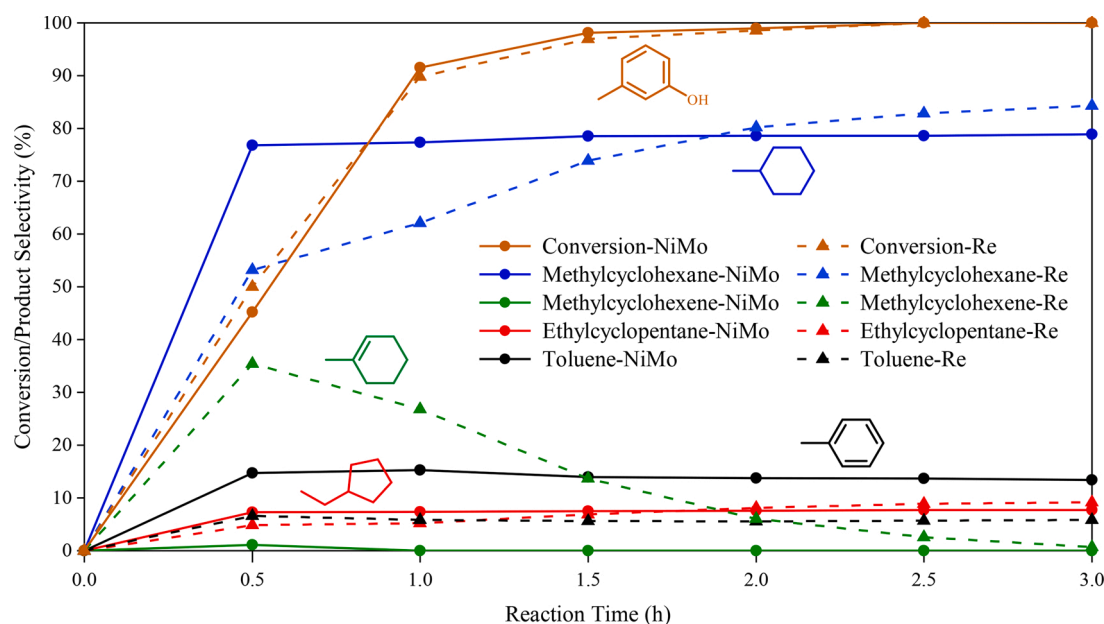 Conversion/Product Selectivity (%)
100
90
80
70
60
50
40
30
20
10
0
OH
Conversion-NiMo
Methylcyclohexane-NiMo
Methylcyclohexene-NiMo
Ethylcyclopentane-NiMo
Toluene-NiMo
Conversion-Re
Methylcyclohexane-Re
Methylcyclohexene-Re
Ethylcyclopentane-Re
Toluene-Re
0.0 0.5 1.0 1.5 2.0 2.5 3.0
Reaction Time (h)